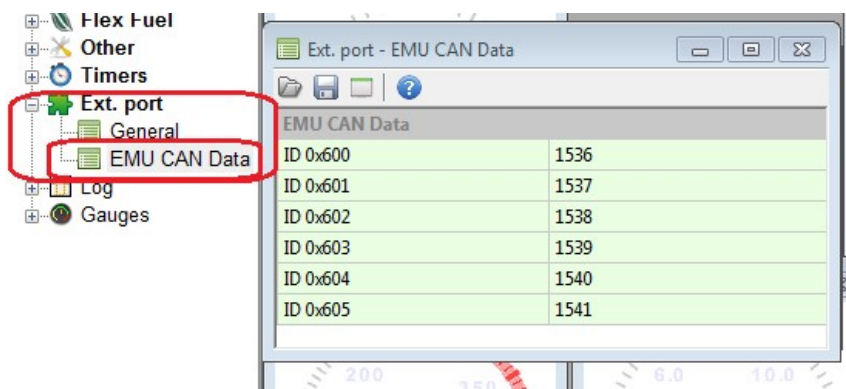 Flex Fuel
Other
Timers
Ext. port
General
EMU CAN Data
Log
Gauges
Ext. port - EMU CAN Data
EMU CAN Data
ID 0x600 1536
ID 0x601 1537
ID 0x602 1538
ID 0x603 1539
ID 0x604 1540
ID 0x605 1541
200
350
6.0
10.0